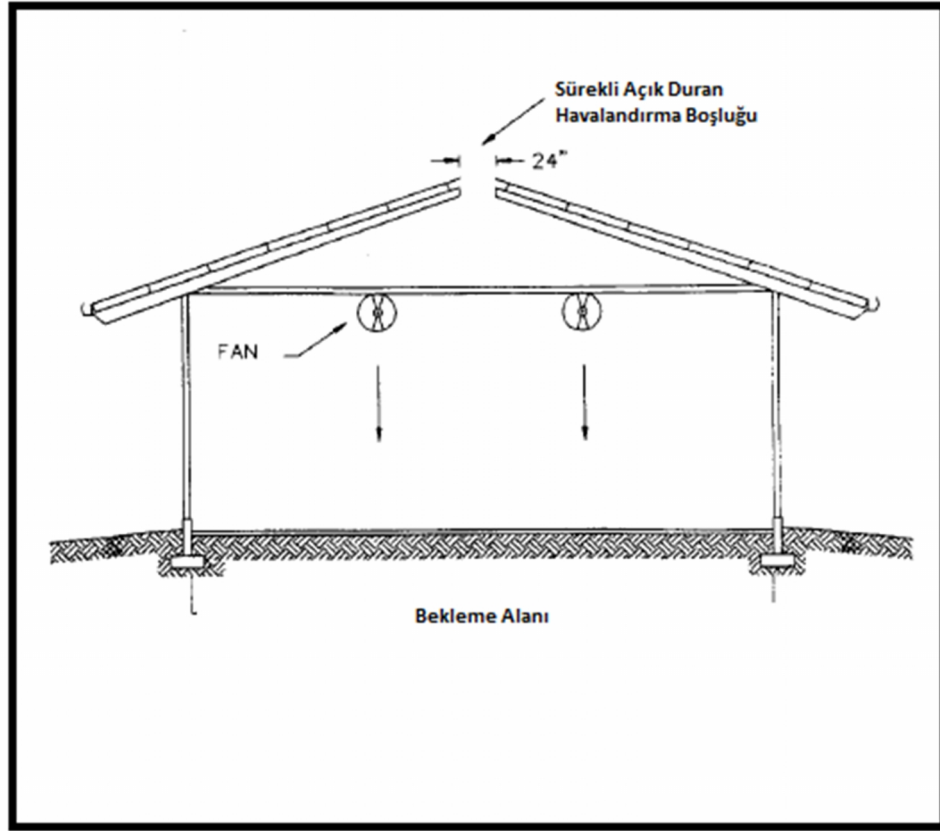 Sürekli Açık Duran
Havalandırma Boşluğu
24"
FAN
Bekleme Alanı